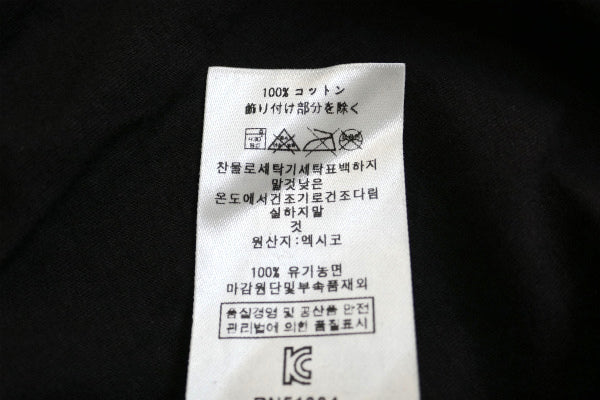 100% コットン
飾り付け部分を除く
찬물로세탁기세탁표백하지
말것낮은
온도에서건조기로건조다림
실하지말
것
원산지:엑시코
100% 유기농면
마감원단및부속품재외
품실경영 및 공산품 안전
관리법에 의한 품질표시